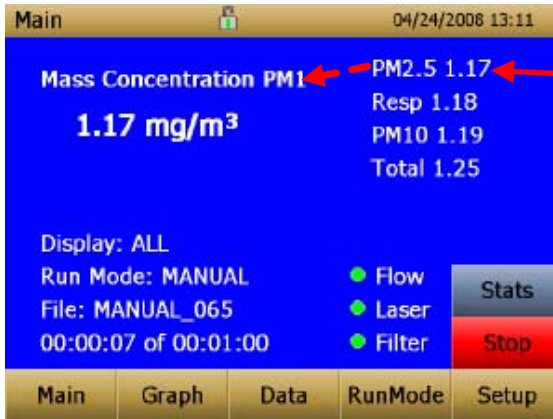 Main 04/24/2008 13:11
Mass Concentration PM1
1.17 mg/m³
PM2.5 1.17
Resp 1.18
PM10 1.19
Total 1.25
Display: ALL
Run Mode: MANUAL
File: MANUAL_065
00:00:07 of 00:01:00
Flow
Laser
Filter
Stats
Stop
Main Graph Data RunMode Setup